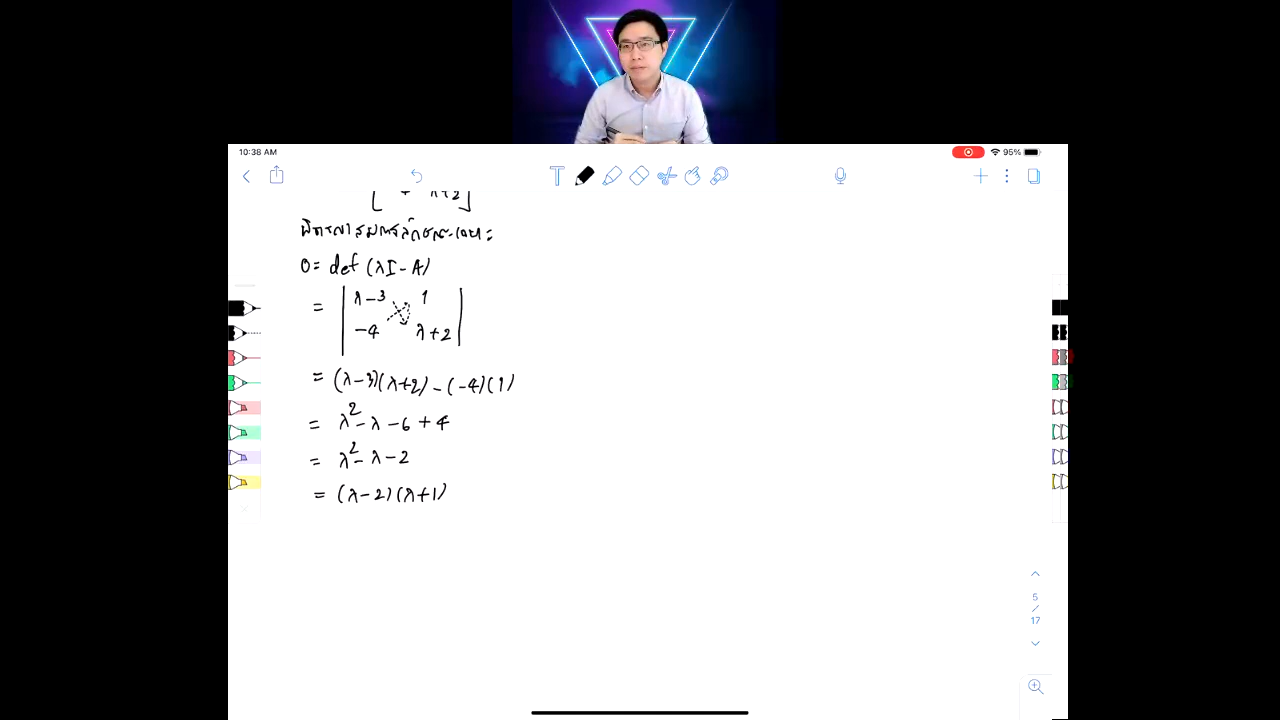 10:38 AM
95%
T
λ+2
พิจารณาสมการลักษณะเฉพาะ
0 = det (λI - A)
= | λ-3 1 |
| -4 λ+2 |
= (λ-3)(λ+2) - (-4)(1)
= λ² - λ - 6 + 4
= λ² - λ - 2
= (λ-2)(λ+1)
5
/
17